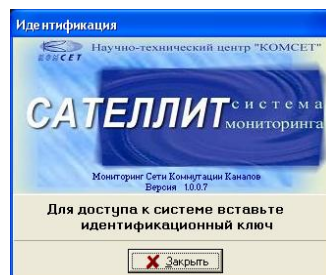 Идентификация
Научно-технический центр "КОМСЕТ"
КОМСЕТ
САТЕЛЛИТ система
мониторинга
Мониторинг Сети Коммутации Каналов
Версия 1.0.0.7
Для доступа к системе вставьте
идентификационный ключ
Закрыть